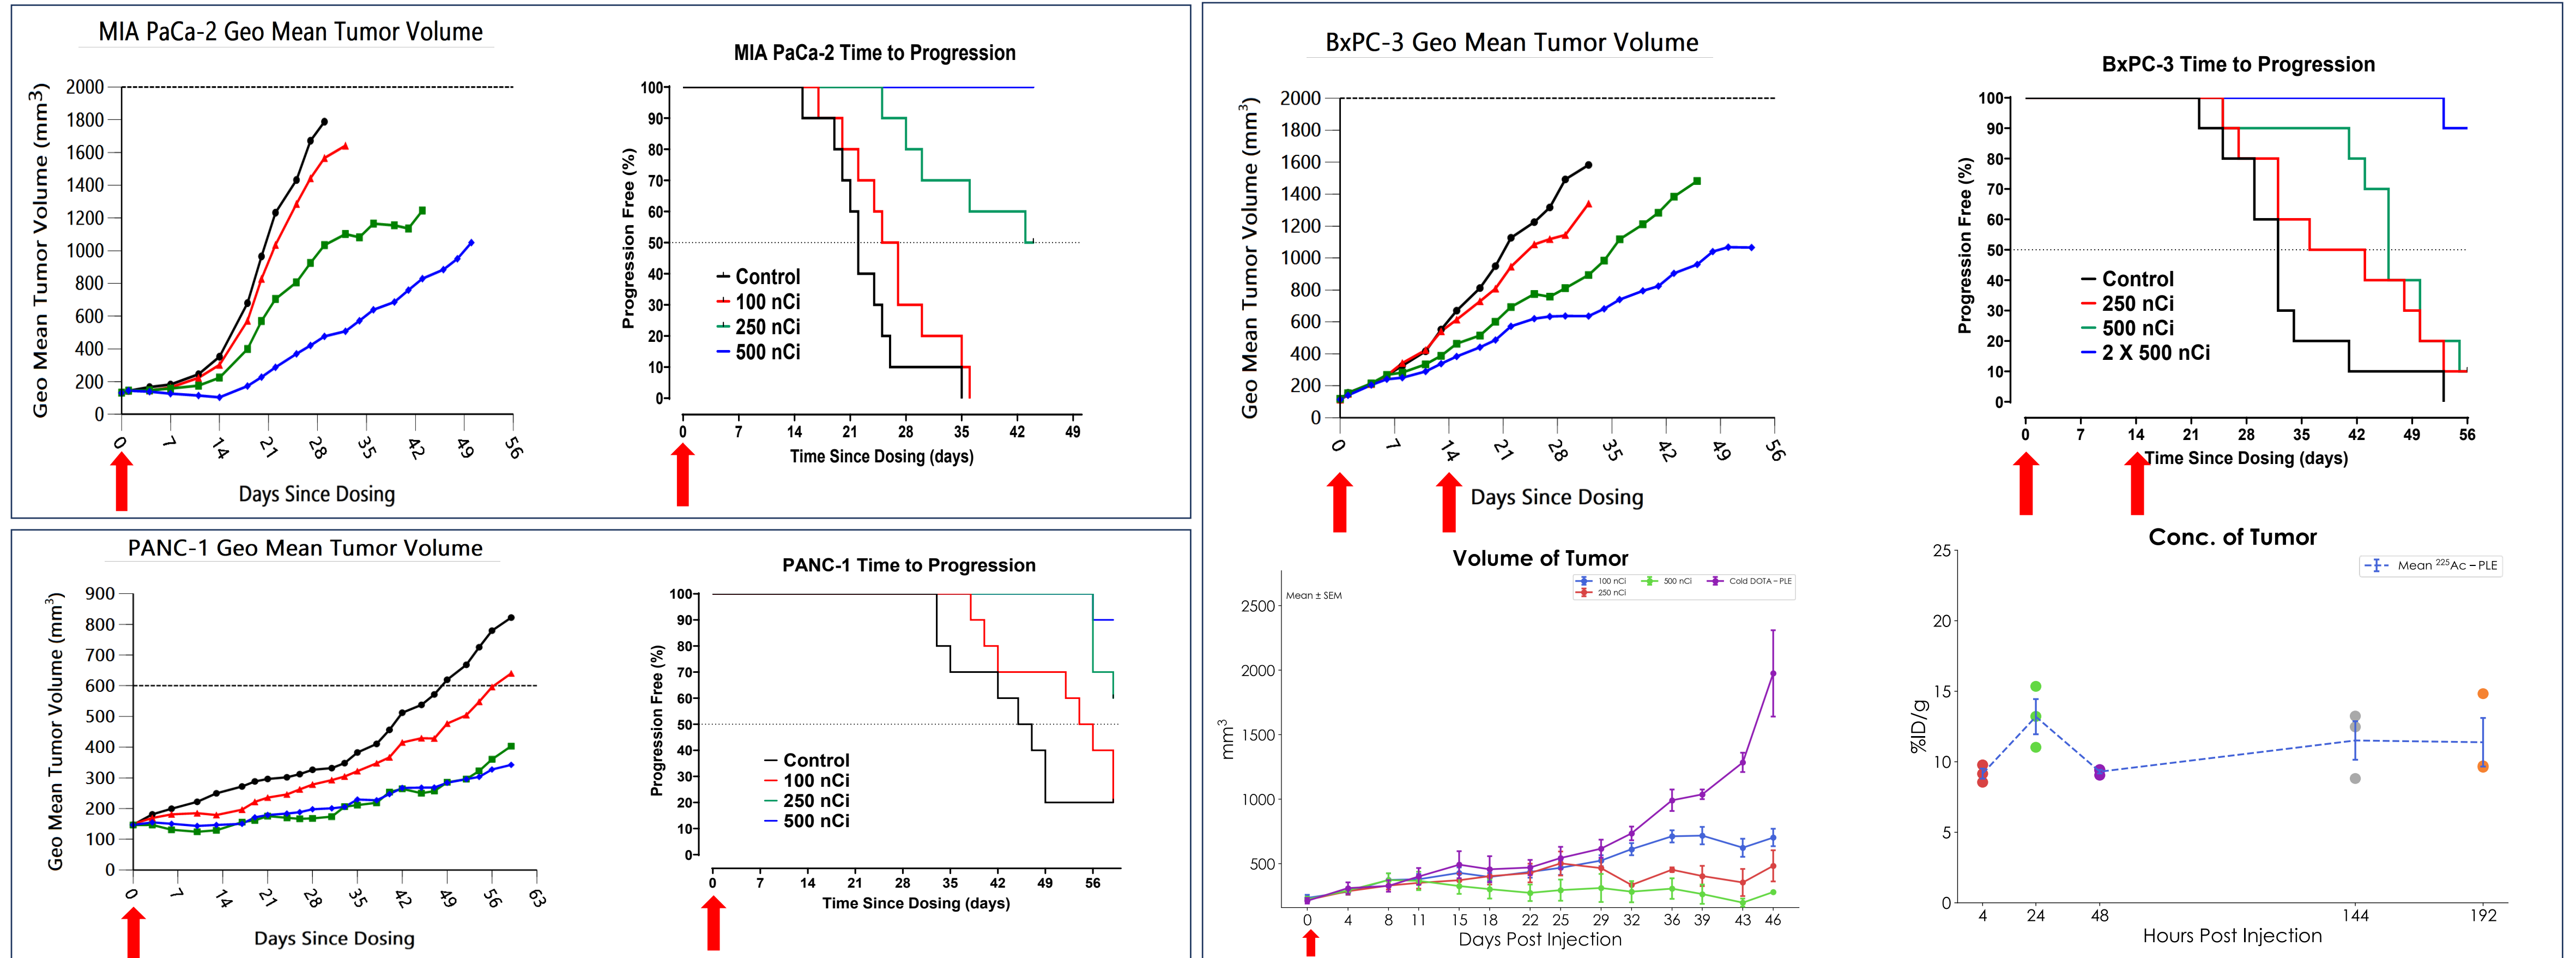 MIA PaCa-2 Geo Mean Tumor Volume
Geo Mean Tumor Volume (mm³)
2000
1800
1600
1400
1200
1000
800
600
400
200
0
0 7 14 21 28 35 42 49 56
Days Since Dosing
MIA PaCa-2 Time to Progression
Progression Free (%)
100
90
80
70
60
50
40
30
20
10
0
Control
100 nCi
250 nCi
500 nCi
0 7 14 21 28 35 42 49
Time Since Dosing (days)
BxPC-3 Geo Mean Tumor Volume
Geo Mean Tumor Volume (mm³)
2000
1800
1600
1400
1200
1000
800
600
400
200
0
0 7 14 21 28 35 42 49 56
Days Since Dosing
BxPC-3 Time to Progression
Progression Free (%)
100
90
80
70
60
50
40
30
20
10
0
Control
250 nCi
500 nCi
2 X 500 nCi
0 7 14 21 28 35 42 49 56
Time Since Dosing (days)
PANC-1 Geo Mean Tumor Volume
Geo Mean Tumor Volume (mm³)
900
800
700
600
500
400
300
200
100
0
0 7 14 21 28 35 42 49 56 63
Days Since Dosing
PANC-1 Time to Progression
Progression Free (%)
100
90
80
70
60
50
40
30
20
10
0
Control
100 nCi
250 nCi
500 nCi
0 7 14 21 28 35 42 49 56
Time Since Dosing (days)
Volume of Tumor
Mean ± SEM
100 nCi 500 nCi Cold DOTA – PLE
250 nCi
mm³
2500
2000
1500
1000
500
0 4 8 11 15 18 22 25 29 32 36 39 43 46
Days Post Injection
Conc. of Tumor
Mean ²²⁵Ac – PLE
%ID/g
25
20
15
10
5
0
4 24 48 144 192
Hours Post Injection